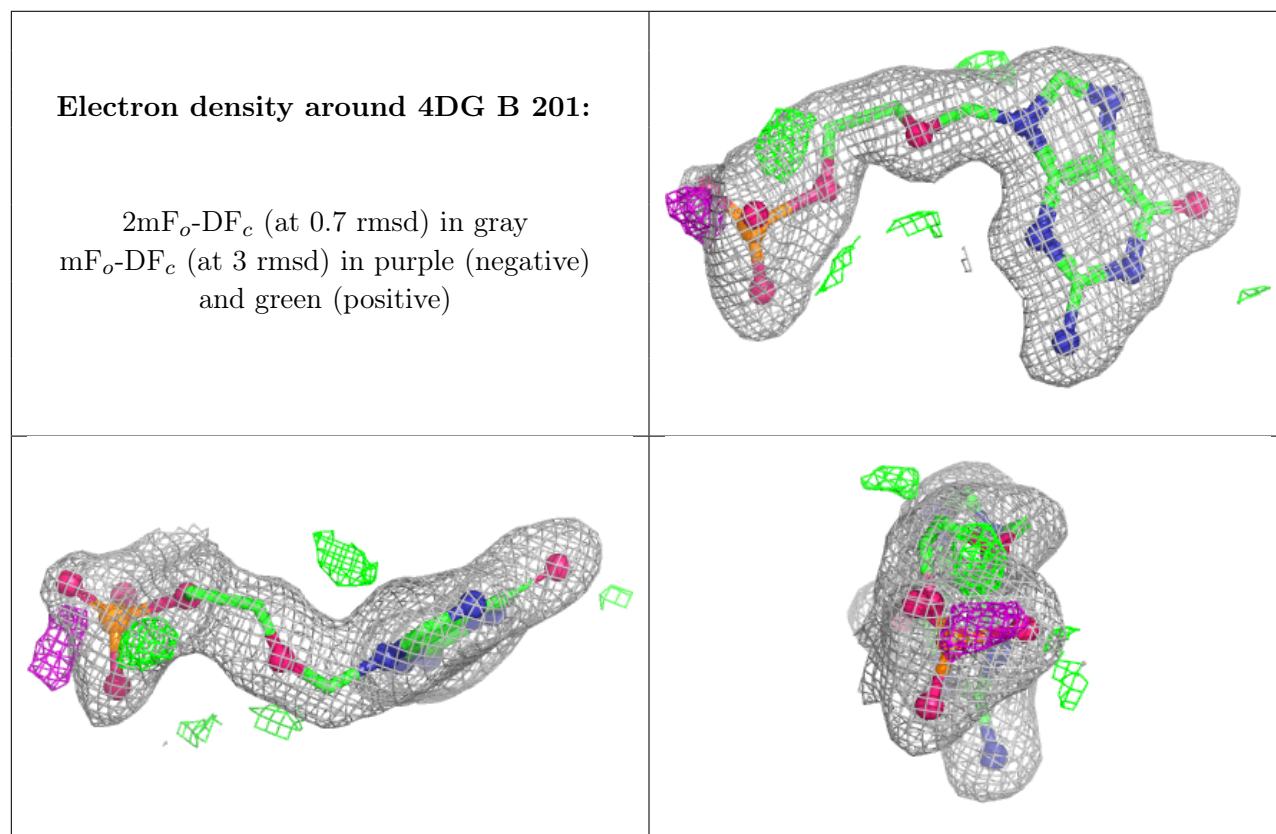 Electron density around 4DG B 201:
2mFo-DFc (at 0.7 rmsd) in gray
mFo-DFc (at 3 rmsd) in purple (negative)
and green (positive)